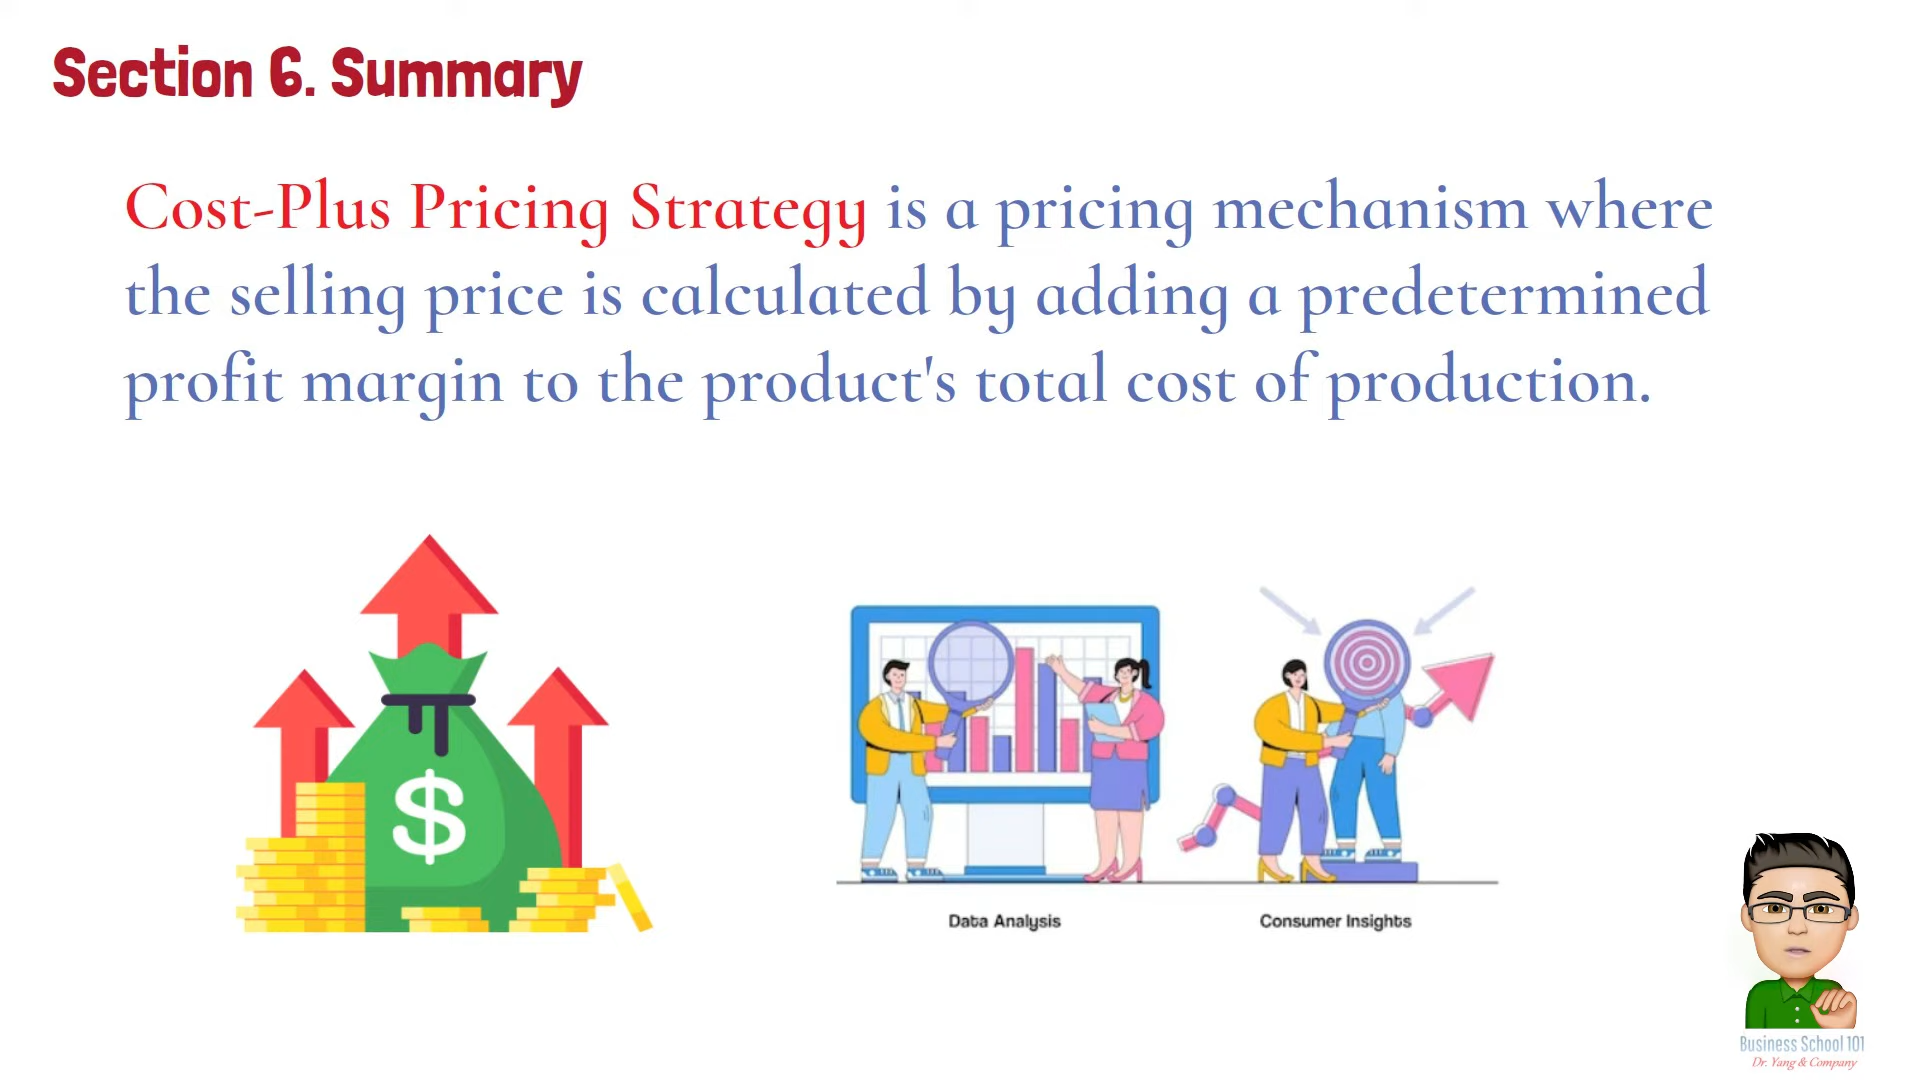 Section 6. Summary
Cost-Plus Pricing Strategy is a pricing mechanism where
the selling price is calculated by adding a predetermined
profit margin to the product's total cost of production.
$
Data Analysis
Consumer Insights
Business School 101
Dr. Yang & Company